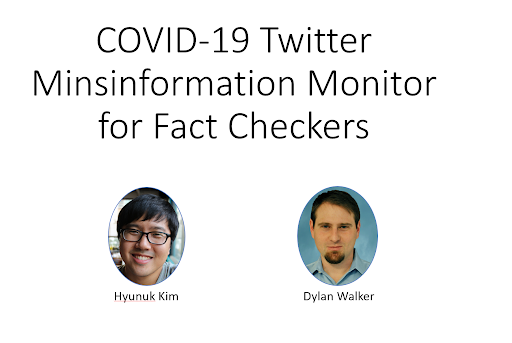 COVID-19 Twitter
Minsinformation Monitor
for Fact Checkers
Hyunuk Kim
Dylan Walker